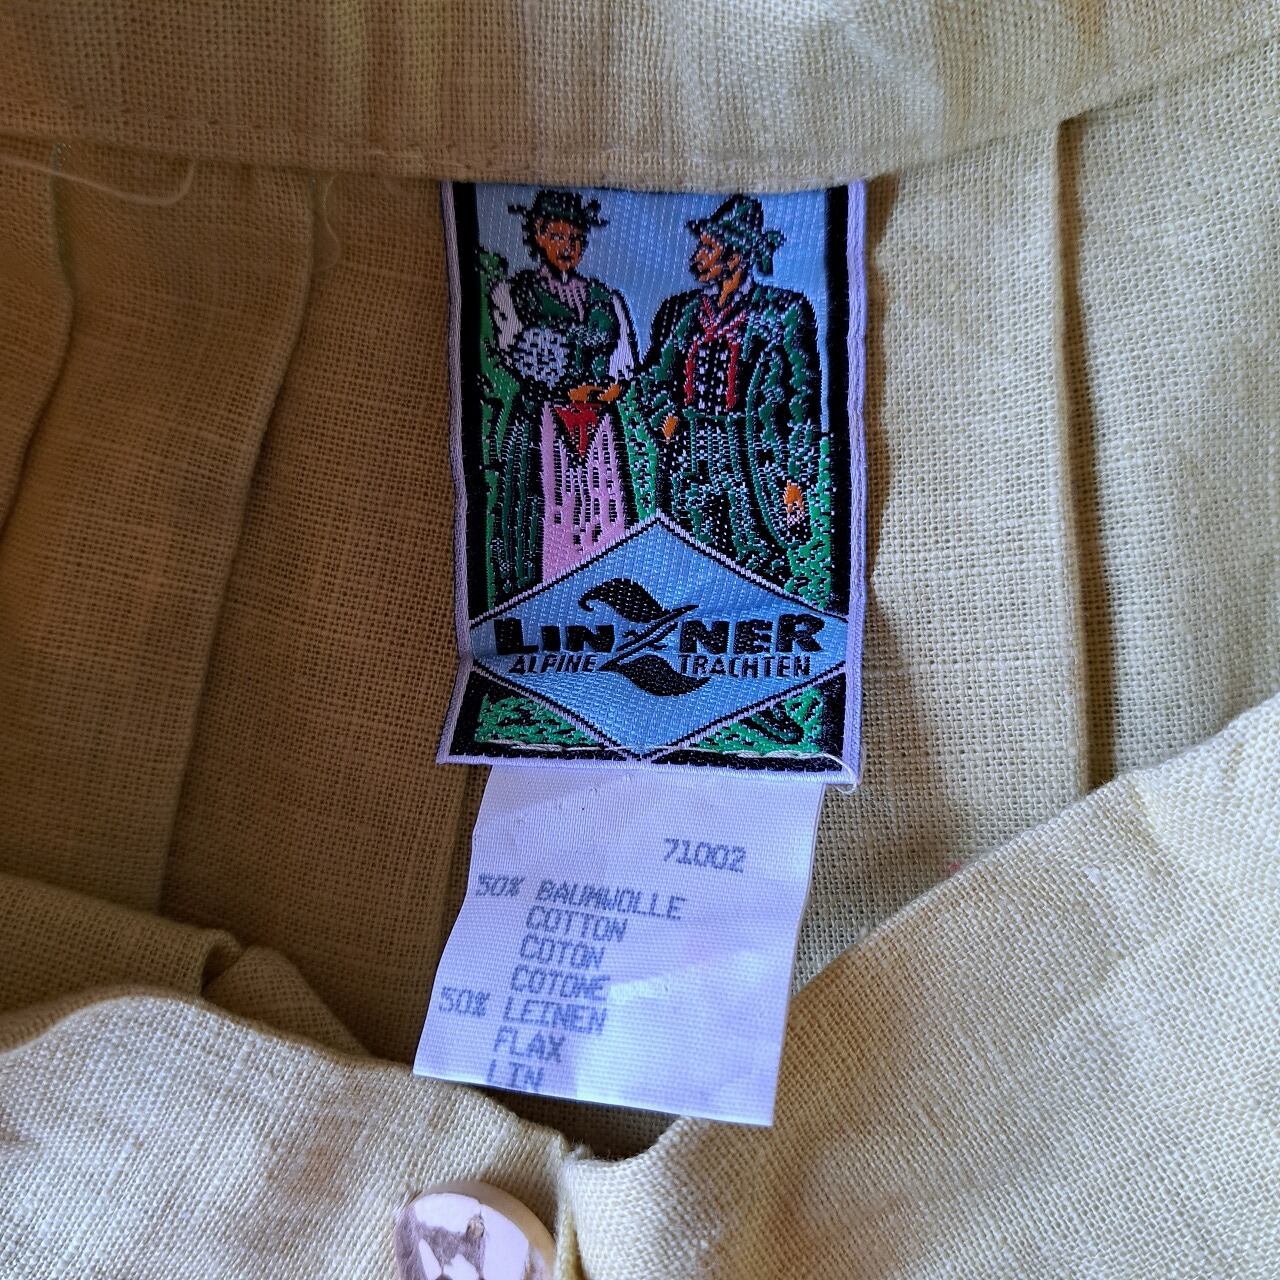 LINZNER
ALPINE TRACHTEN
71002
50% BAUMWOLLE
COTTON
COTON
COTONE
50% LEINEN
FLAX
LIN